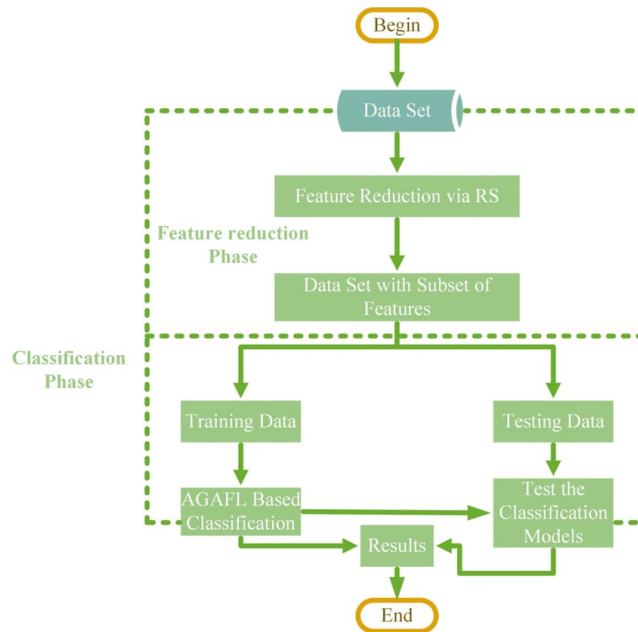 Begin
Data Set
Feature Reduction via RS
Feature reduction
Phase
Data Set with Subset of
Features
Classification
Phase
Training Data
Testing Data
AGAFL Based
Classification
Test the
Classification
Models
Results
End